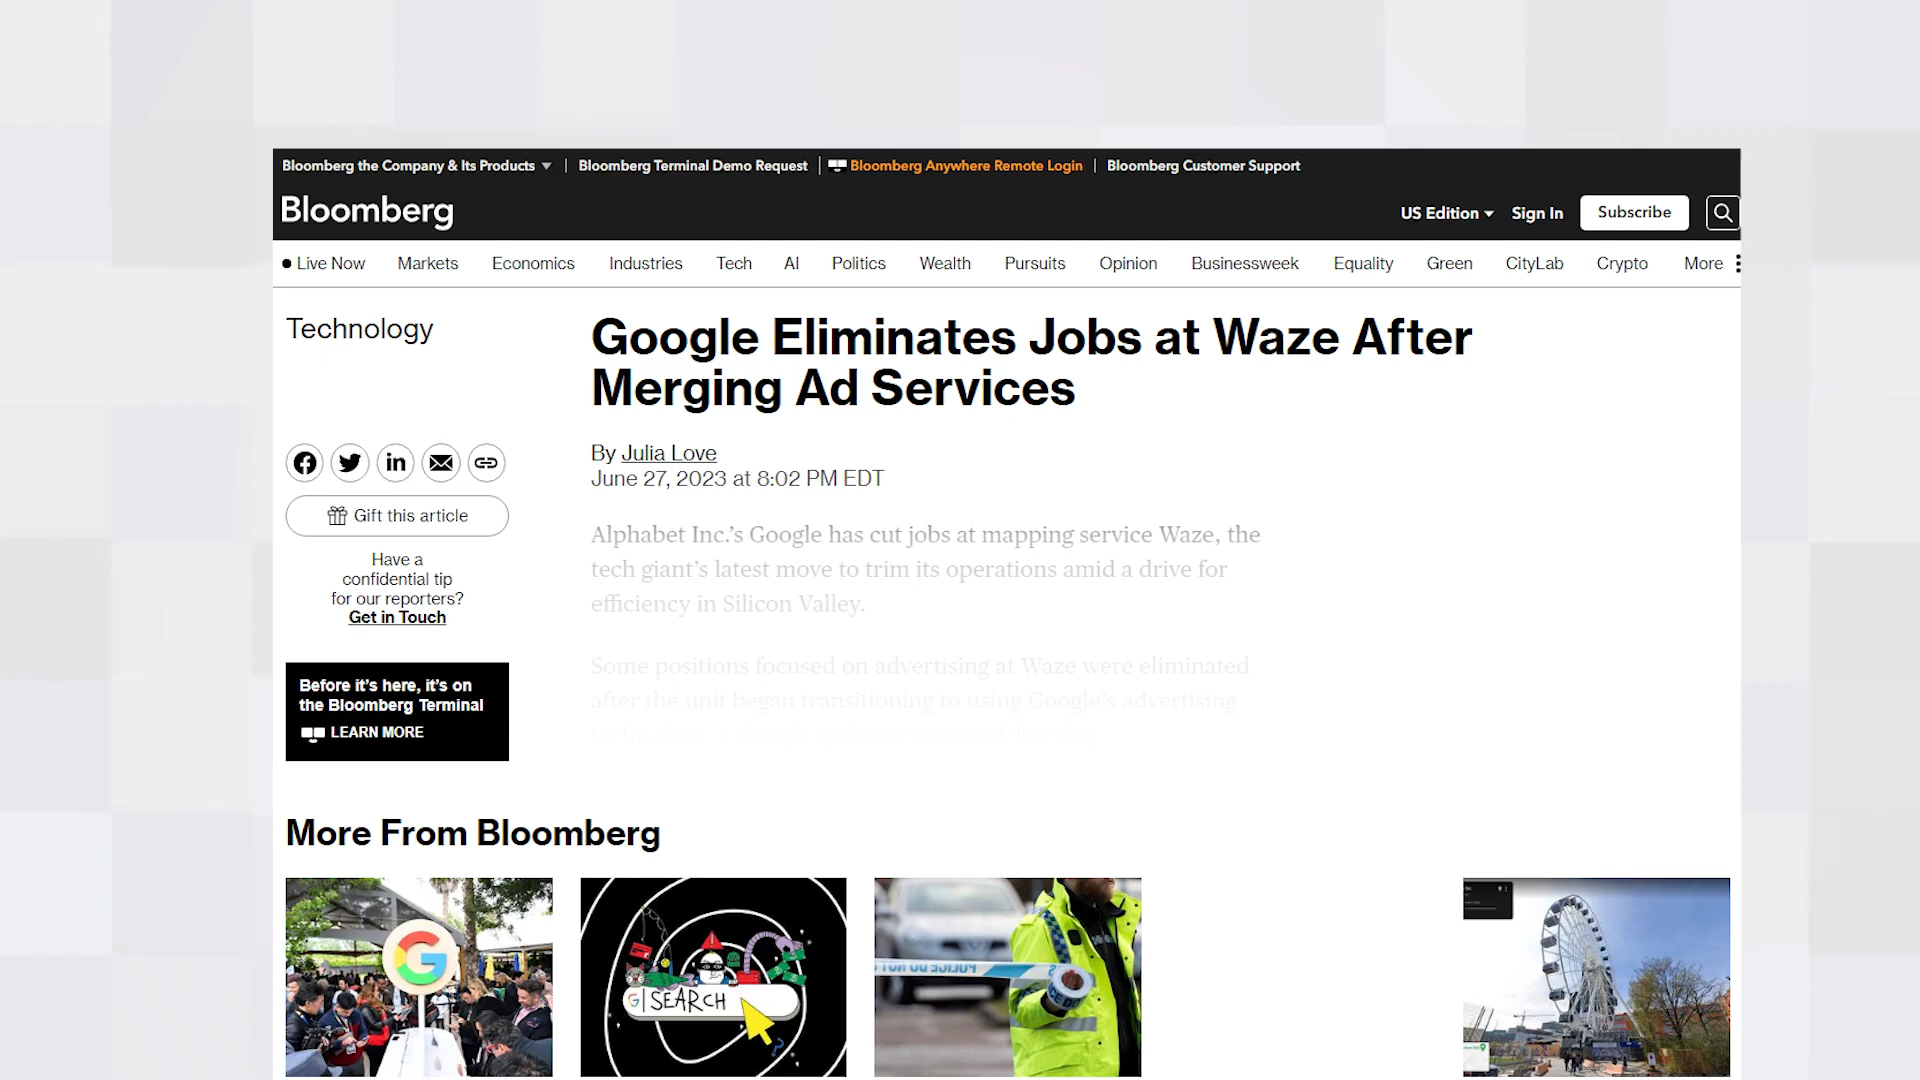 Bloomberg the Company & Its Products
Bloomberg Terminal Demo Request
Bloomberg Anywhere Remote Login
Bloomberg Customer Support
Bloomberg
US Edition
Sign In
Subscribe
Live Now
Markets
Economics
Industries
Tech
AI
Politics
Wealth
Pursuits
Opinion
Businessweek
Equality
Green
CityLab
Crypto
More
Technology
Google Eliminates Jobs at Waze After
Merging Ad Services
By Julia Love
June 27, 2023 at 8:02 PM EDT
Gift this article
Have a
confidential tip
for our reporters?
Get in Touch
Before it's here, it's on
the Bloomberg Terminal
LEARN MORE
Alphabet Inc.'s Google has cut jobs at mapping service Waze, the
tech giant's latest move to trim its operations amid a drive for
efficiency in Silicon Valley.
Some positions focused on advertising at Waze were eliminated
after the unit began transitioning to using Google's advertising
More From Bloomberg
G
G SEARCH
POLICE DO NOT